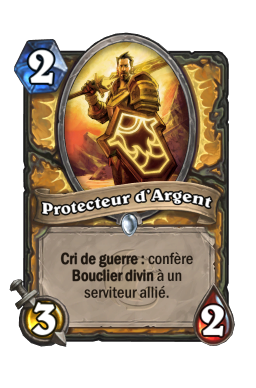 2
Protecteur d'Argent
Cri de guerre : confère
Bouclier divin à un
serviteur allié.
3
2